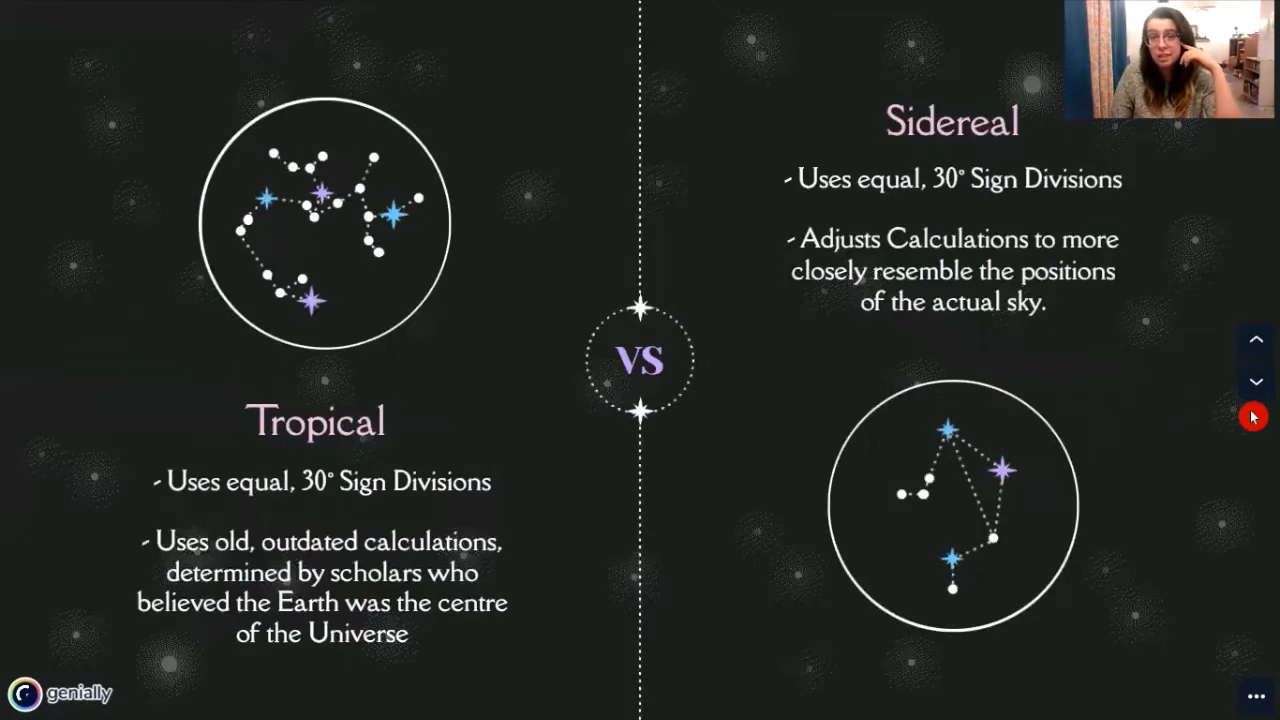 Tropical
- Uses equal, 30° Sign Divisions
- Uses old, outdated calculations,
determined by scholars who
believed the Earth was the centre
of the Universe
VS
Sidereal
- Uses equal, 30° Sign Divisions
- Adjusts Calculations to more
closely resemble the positions
of the actual sky.
genially